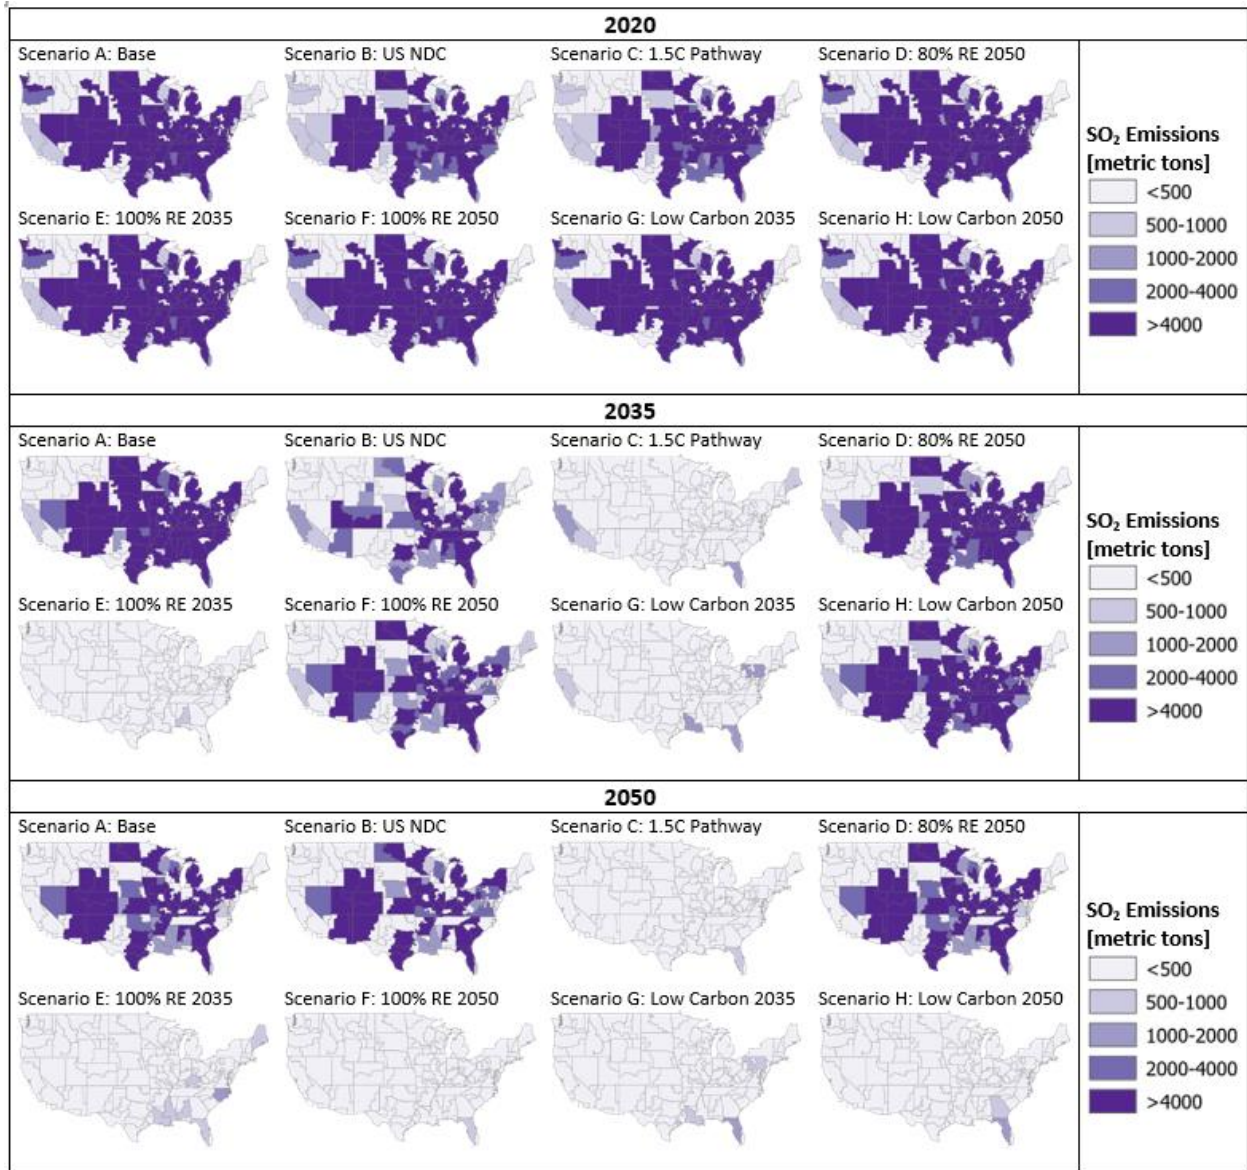 2020
Scenario A: Base
Scenario B: US NDC
Scenario C: 1.5C Pathway
Scenario D: 80% RE 2050
Scenario E: 100% RE 2035
Scenario F: 100% RE 2050
Scenario G: Low Carbon 2035
Scenario H: Low Carbon 2050
SO₂ Emissions
[metric tons]
<500
500-1000
1000-2000
2000-4000
>4000
2035
Scenario A: Base
Scenario B: US NDC
Scenario C: 1.5C Pathway
Scenario D: 80% RE 2050
Scenario E: 100% RE 2035
Scenario F: 100% RE 2050
Scenario G: Low Carbon 2035
Scenario H: Low Carbon 2050
SO₂ Emissions
[metric tons]
<500
500-1000
1000-2000
2000-4000
>4000
2050
Scenario A: Base
Scenario B: US NDC
Scenario C: 1.5C Pathway
Scenario D: 80% RE 2050
Scenario E: 100% RE 2035
Scenario F: 100% RE 2050
Scenario G: Low Carbon 2035
Scenario H: Low Carbon 2050
SO₂ Emissions
[metric tons]
<500
500-1000
1000-2000
2000-4000
>4000